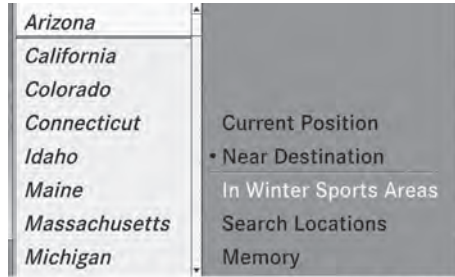 Arizona
California
Colorado
Connecticut
Idaho
Maine
Massachusetts
Michigan
Current Position
• Near Destination
In Winter Sports Areas
Search Locations
Memory